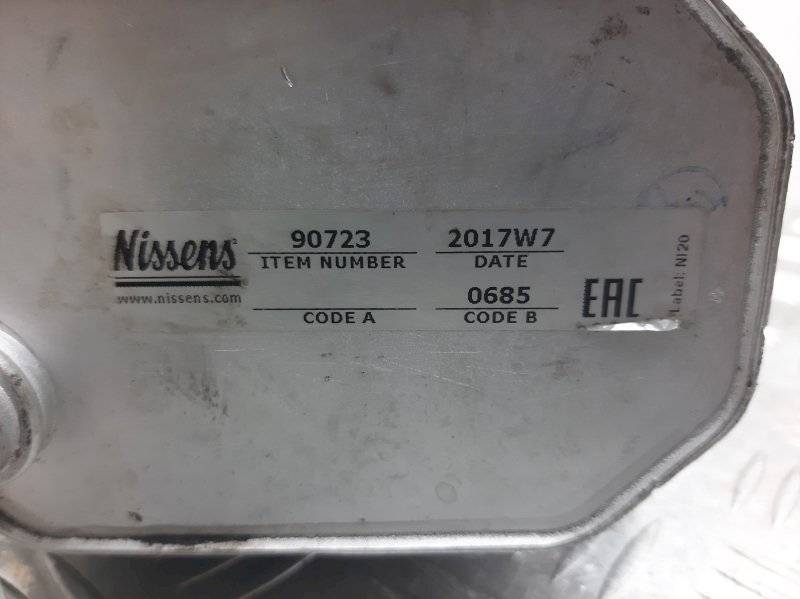 Nissens
www.nissens.com
90723
ITEM NUMBER
CODE A
2017W7
DATE
0685
CODE B
EAC
Label: NI20